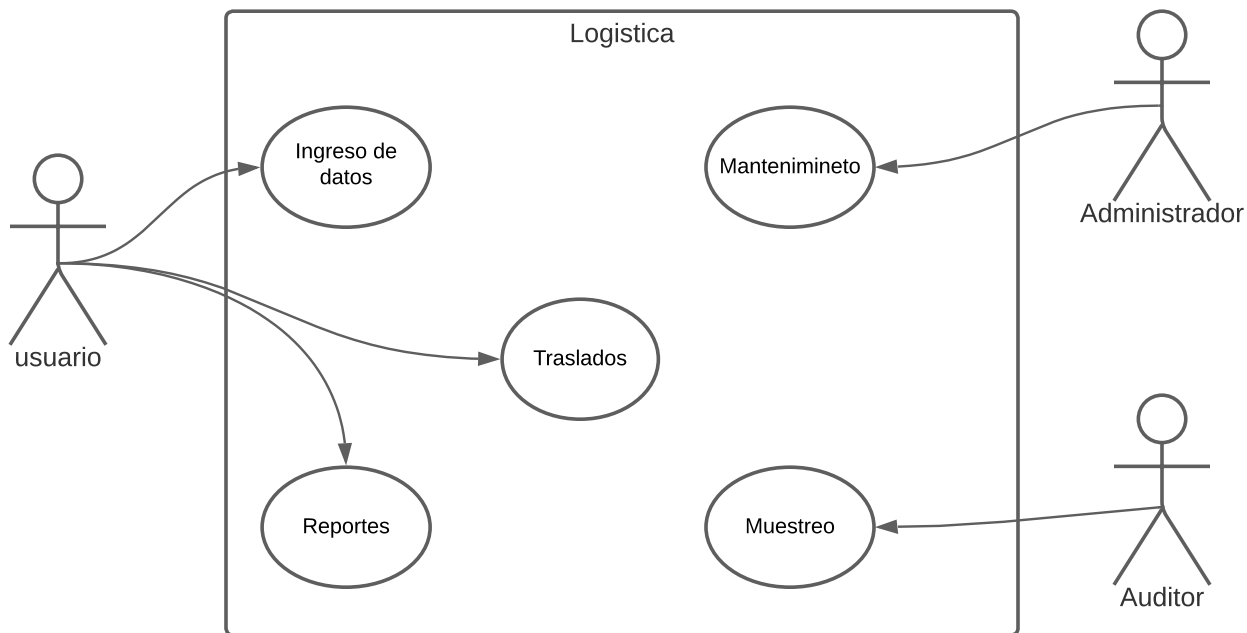 Logistica
Ingreso de
datos
Mantenimineto
Administrador
usuario
Traslados
Reportes
Muestreo
Auditor